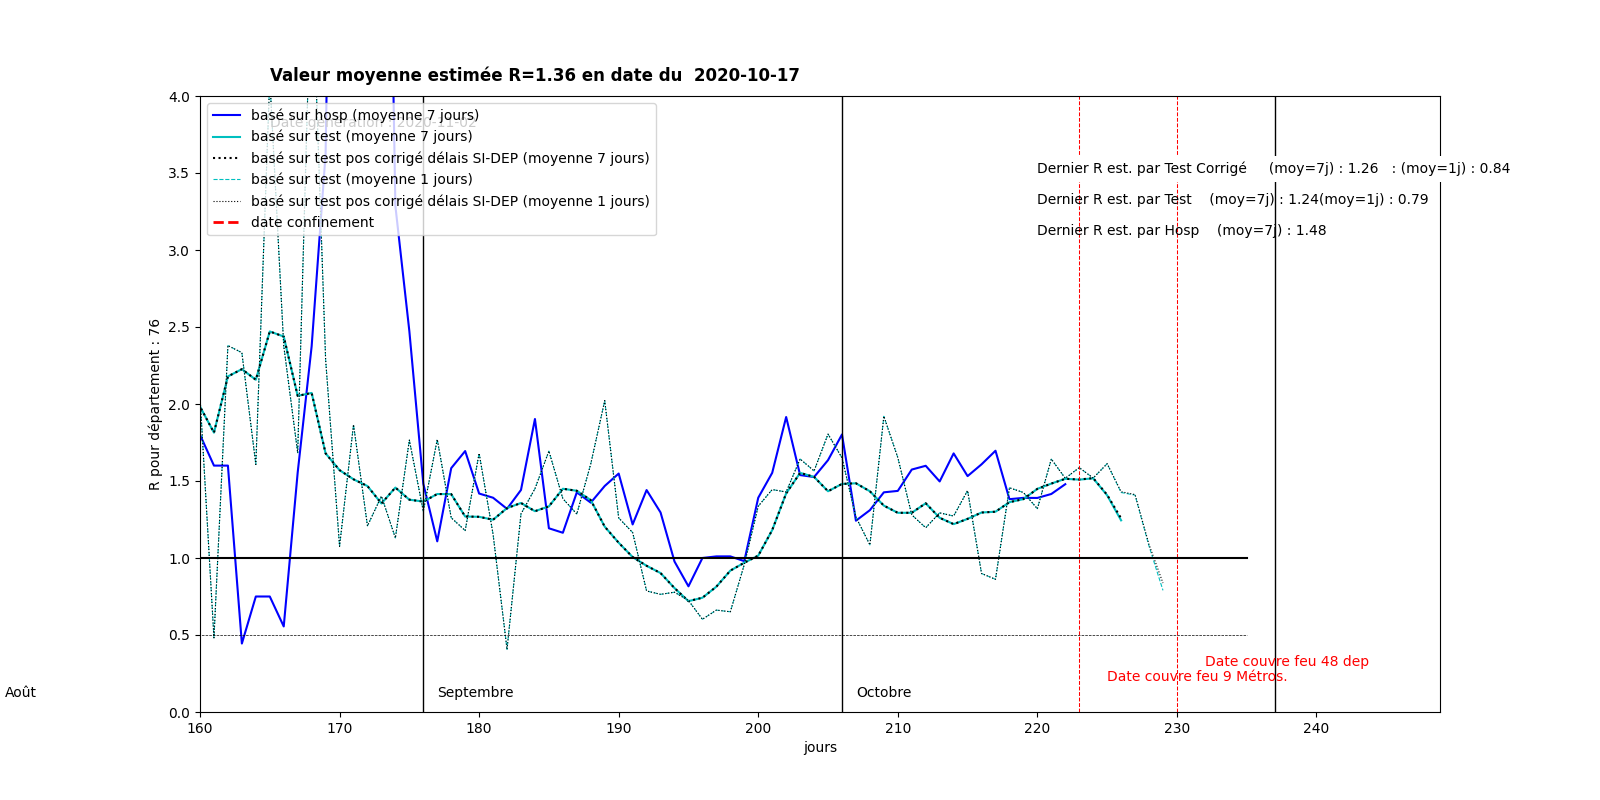 Valeur moyenne estimée R=1.36 en date du  2020-10-17
Date génération : 2020-11-02
basé sur hosp (moyenne 7 jours)
basé sur test (moyenne 7 jours)
basé sur test pos corrigé délais SI-DEP (moyenne 7 jours)
basé sur test (moyenne 1 jours)
basé sur test pos corrigé délais SI-DEP (moyenne 1 jours)
date confinement
Dernier R est. par Test Corrigé     (moy=7j) : 1.26   : (moy=1j) : 0.84
Dernier R est. par Test    (moy=7j) : 1.24(moy=1j) : 0.79
Dernier R est. par Hosp    (moy=7j) : 1.48
4.0
3.5
3.0
2.5
2.0
1.5
1.0
0.5
0.0
R pour département : 76
Date couvre feu 48 dep
Date couvre feu 9 Métros.
Août
Septembre
Octobre
160 170 180 190 200 210 220 230 240
jours